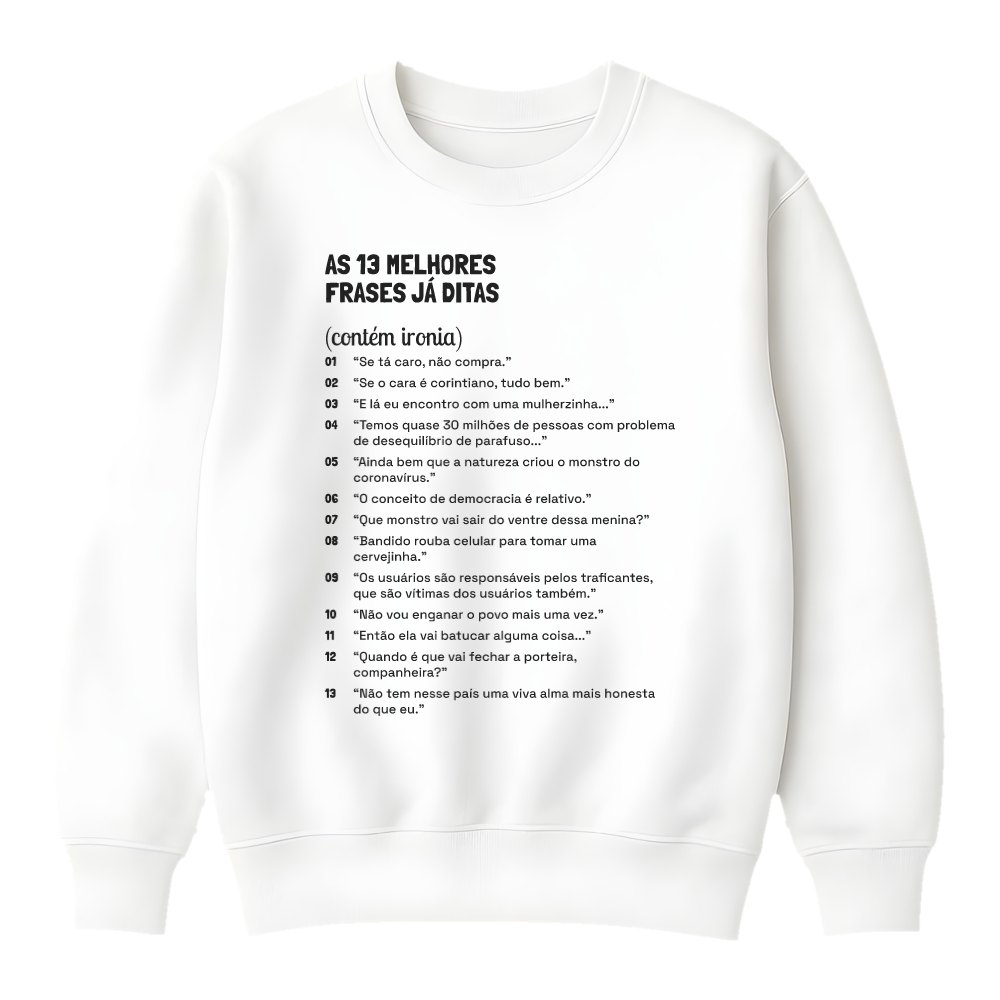 AS 13 MELHORES
FRASES JÁ DITAS
(contém ironia)
01 “Se tá caro, não compra.”
02 “Se o cara é corintiano, tudo bem.”
03 “E lá eu encontro com uma mulherzinha...”
04 “Temos quase 30 milhões de pessoas com problema
de desequilíbrio de parafuso...”
05 “Ainda bem que a natureza criou o monstro do
coronavírus.”
06 “O conceito de democracia é relativo.”
07 “Que monstro vai sair do ventre dessa menina?”
08 “Bandido rouba celular para tomar uma
cervejinha.”
09 “Os usuários são responsáveis pelos traficantes,
que são vítimas dos usuários também.”
10 “Não vou enganar o povo mais uma vez.”
11 “Então ela vai batucar alguma coisa...”
12 “Quando é que vai fechar a porteira,
companheira?”
13 “Não tem nesse país uma viva alma mais honesta
do que eu.”